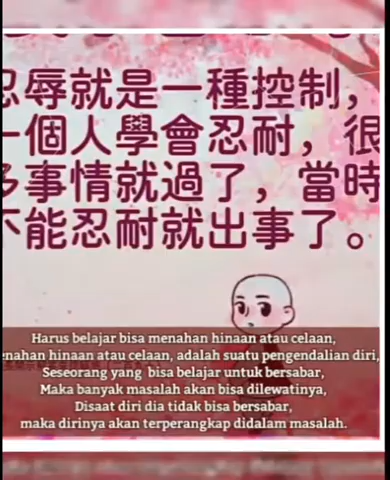 忍辱就是一種控制，
一個人學會忍耐，很
多事情就過了，當時
不能忍耐就出事了。
Harus belajar bisa menahan hinaan atau celaan,
enahan hinaan atau celaan, adalah suatu pengendalian diri,
Seseorang yang bisa belajar untuk bersabar,
Maka banyak masalah akan bisa dilewatinya,
Disaat diri dia tidak bisa bersabar,
maka dirinya akan terperangkap didalam masalah.